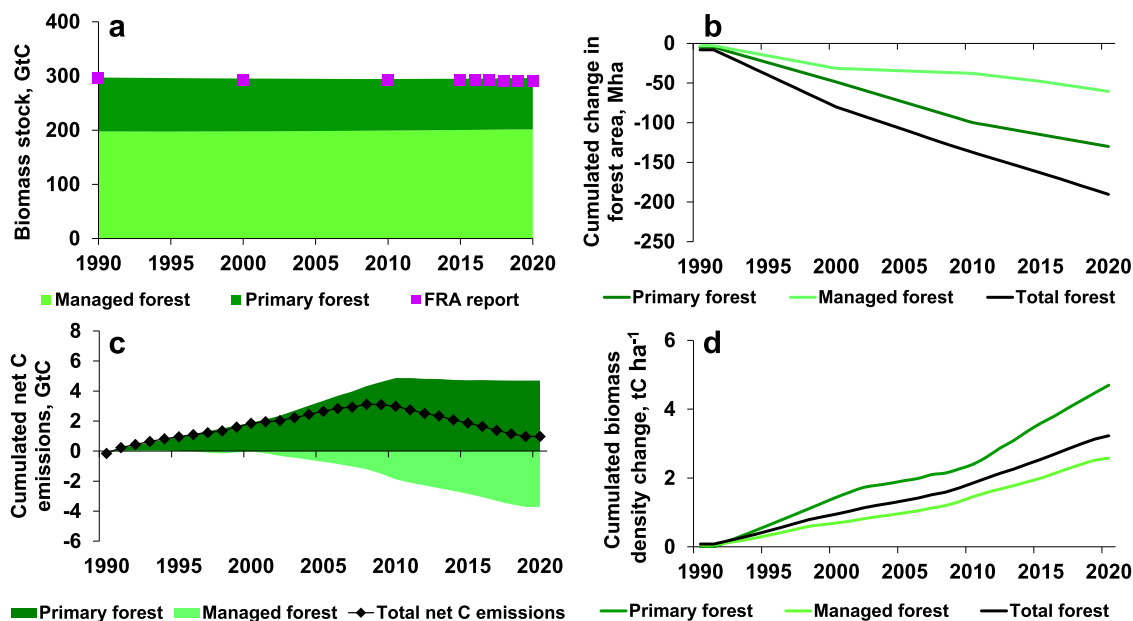 a
Biomass stock, GtC
400
300
200
100
0
1990 1995 2000 2005 2010 2015 2020
Managed forest Primary forest FRA report
b
Cumulated change in
forest area, Mha
0
-50
-100
-150
-200
-250
1990 1995 2000 2005 2010 2015 2020
Primary forest Managed forest Total forest
c
Cumulated net C
emissions, GtC
8
6
4
2
0
-2
-4
-6
1990 1995 2000 2005 2010 2015 2020
Primary forest Managed forest Total net C emissions
d
Cumulated biomass
density change, tC ha⁻¹
6
4
2
0
1990 1995 2000 2005 2010 2015 2020
Primary forest Managed forest Total forest